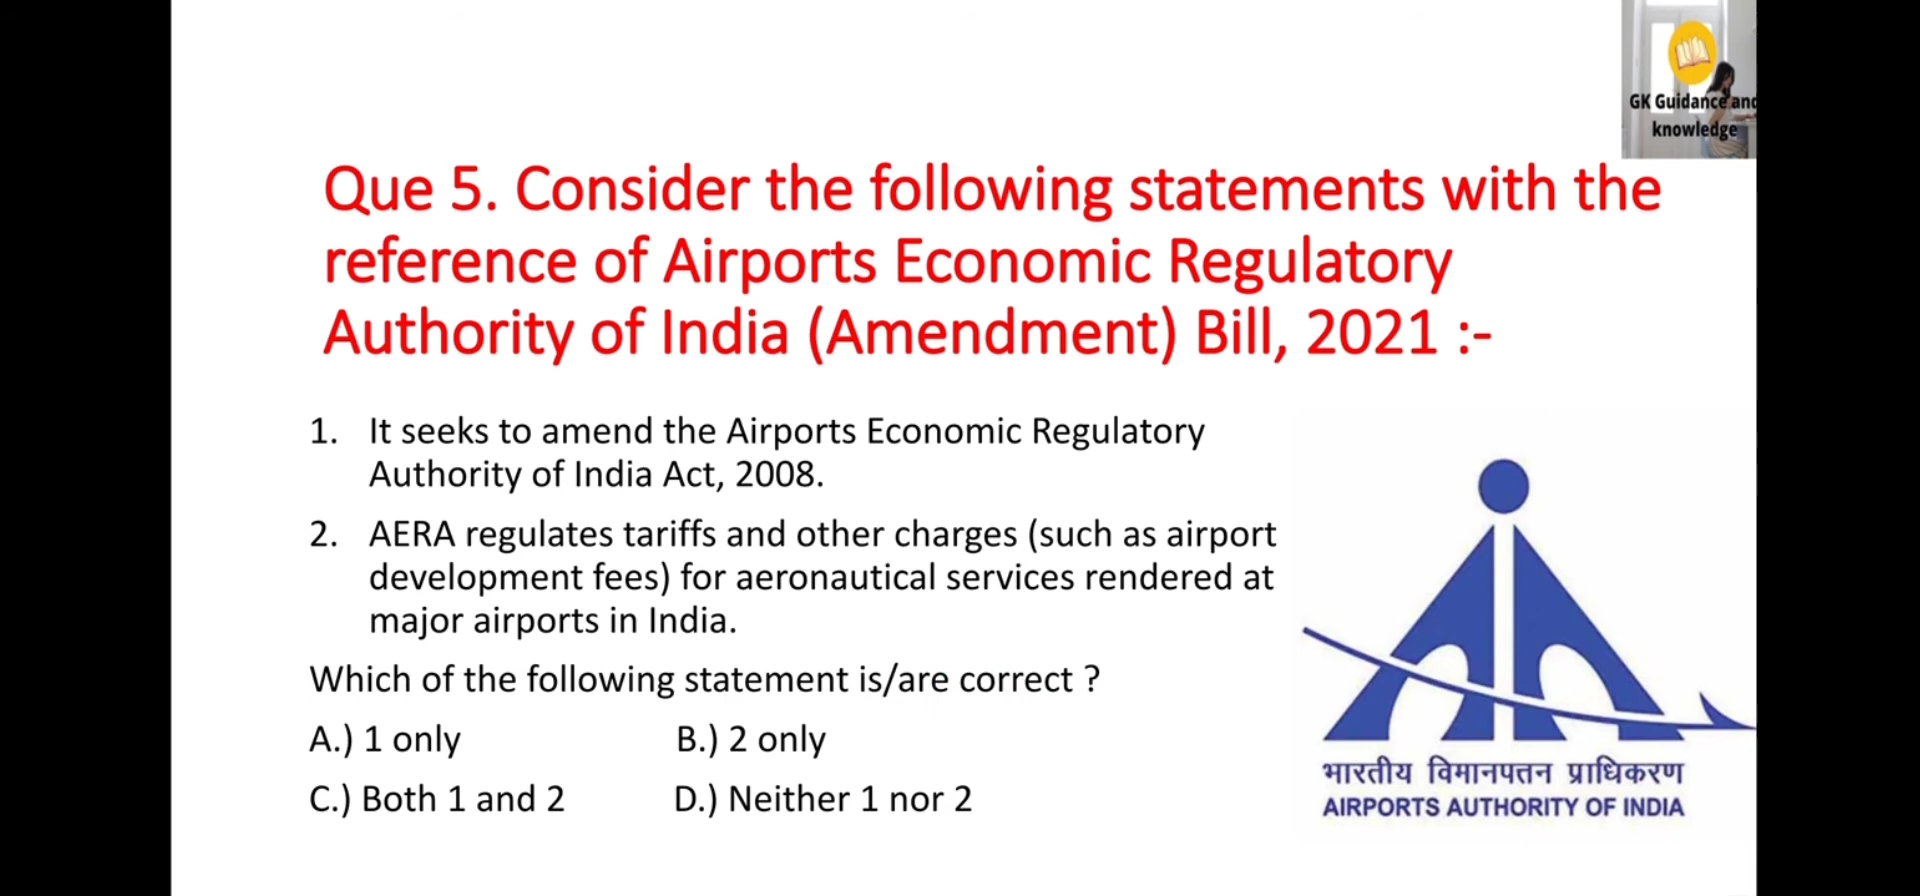 GK Guidance and
knowledge
Que 5. Consider the following statements with the
reference of Airports Economic Regulatory
Authority of India (Amendment) Bill, 2021 :-
1. It seeks to amend the Airports Economic Regulatory
Authority of India Act, 2008.
2. AERA regulates tariffs and other charges (such as airport
development fees) for aeronautical services rendered at
major airports in India.
Which of the following statement is/are correct ?
A.) 1 only B.) 2 only
C.) Both 1 and 2 D.) Neither 1 nor 2
भारतीय विमानपत्तन प्राधिकरण
AIRPORTS AUTHORITY OF INDIA